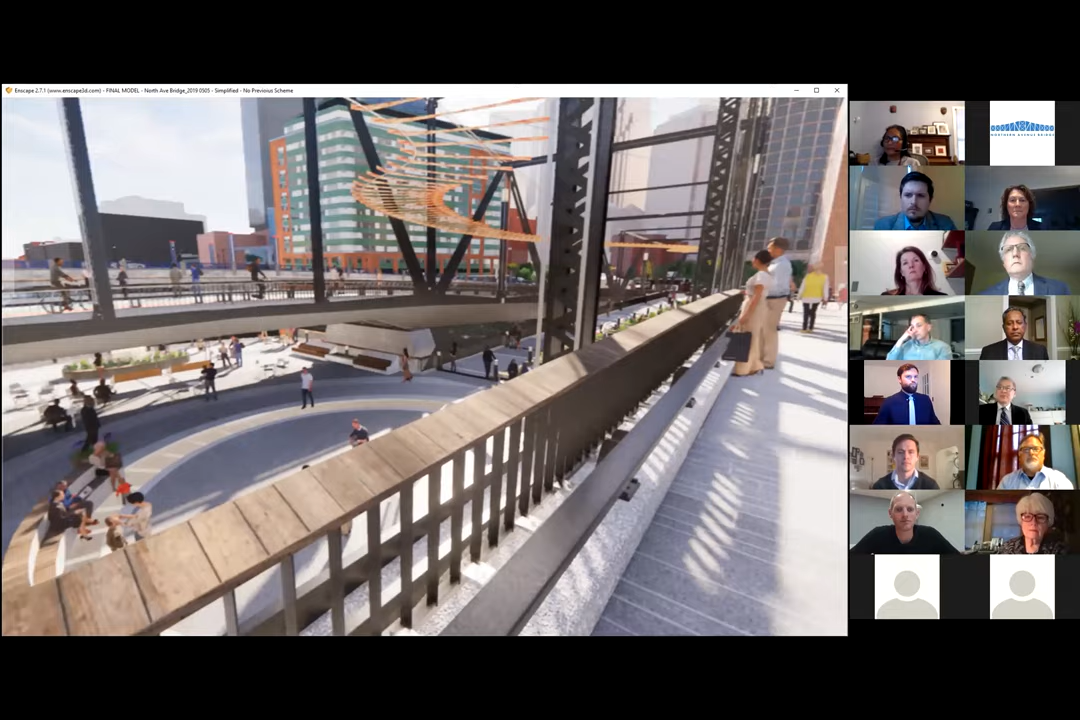 Enscape 2.7.1 (www.enscape3d.com) - FINAL MODEL - North Ave Bridge_2019 0505 - Simplified - No Previous Scheme
NORTHERN AVENUE BRIDGE